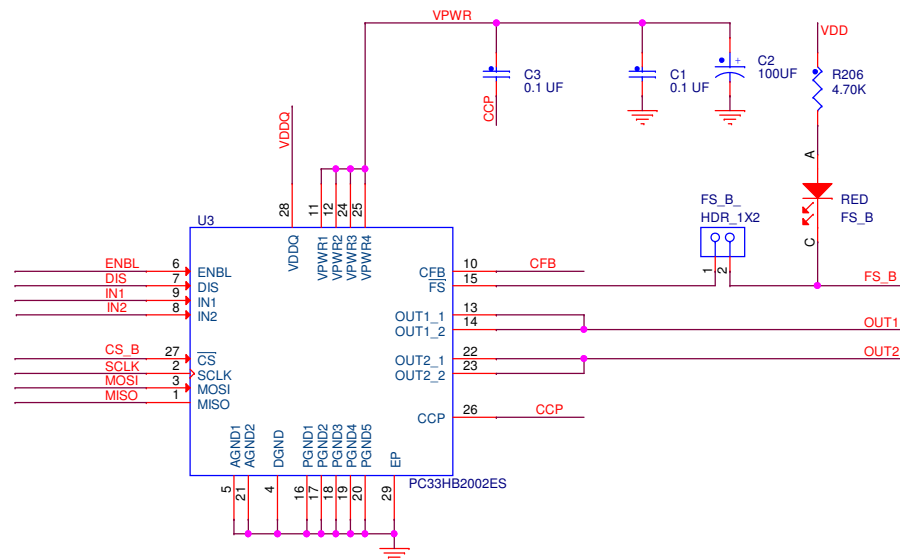 VPWR
VDD
C3
0.1 UF
CCP
C1
0.1 UF
C2
100UF
+
R206
4.70K
VDDQ
A
RED
FS_B
C
FS_B_
HDR_1X2
1
2
28
11
12
24
25
U3
VDDQ
VPWR1
VPWR2
VPWR3
VPWR4
ENBL 6 ENBL
DIS 7 DIS
IN1 9 IN1
IN2 8 IN2
CS_B 27 CS
SCLK 2 SCLK
MOSI 3 MOSI
MISO 1 MISO
CFB 10 CFB
FS 15 FS_B
OUT1_1 13
OUT1_2 14 OUT1
OUT2_1 22 OUT2
OUT2_2 23
CCP 26 CCP
AGND1
AGND2
DGND
PGND1
PGND2
PGND3
PGND4
PGND5
EP
PC33HB2002ES
5
21
4
16
17
18
19
20
29